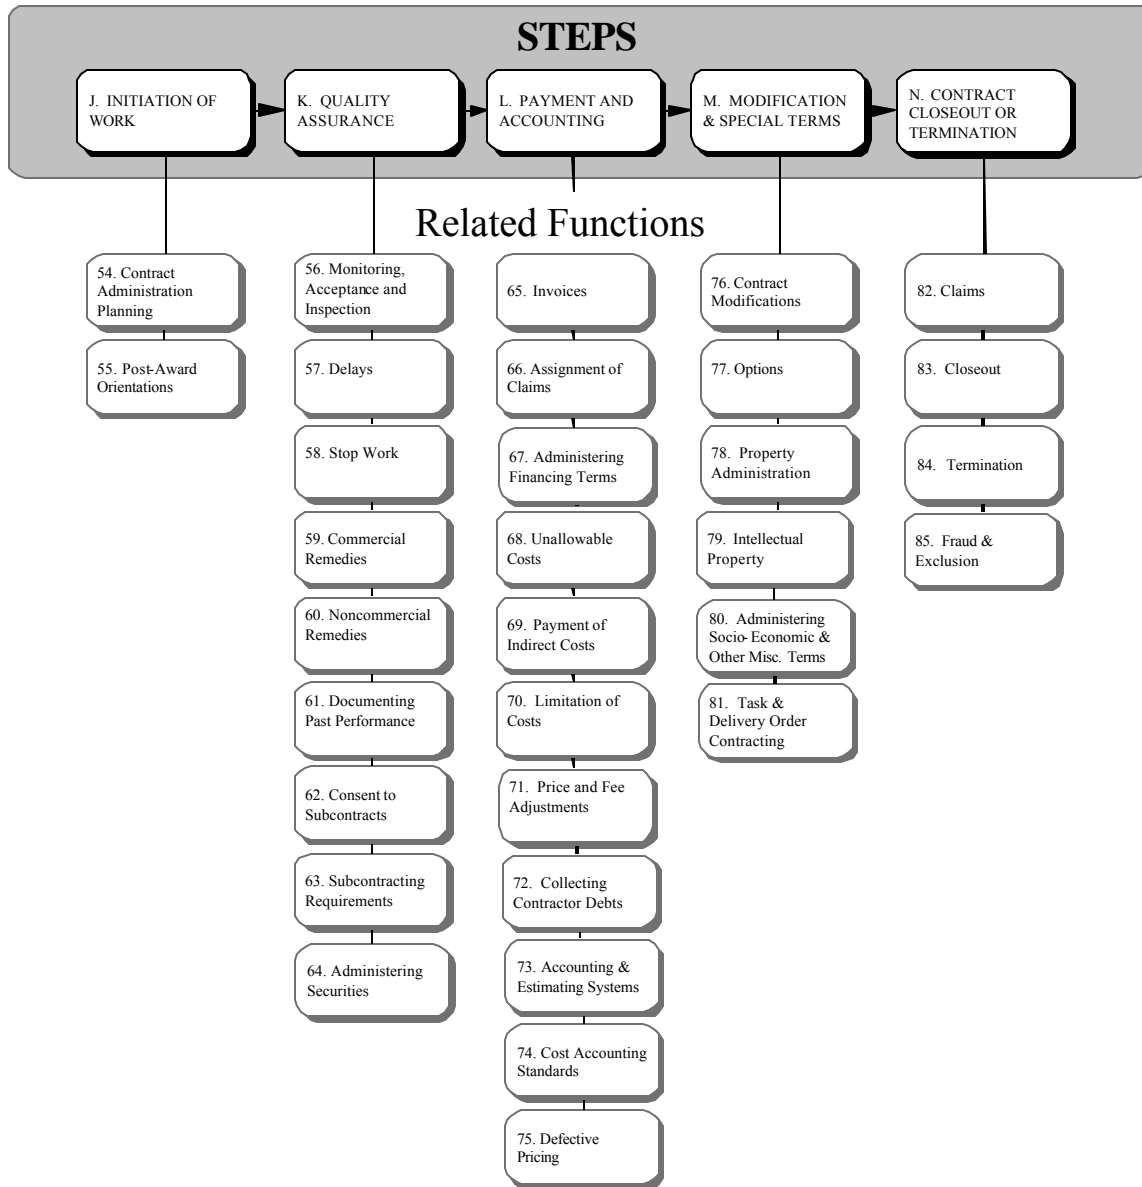 STEPS
J. INITIATION OF
WORK
K. QUALITY
ASSURANCE
L. PAYMENT AND
ACCOUNTING
M. MODIFICATION
& SPECIAL TERMS
N. CONTRACT
CLOSEOUT OR
TERMINATION
Related Functions
54. Contract
Administration
Planning
55. Post-Award
Orientations
56. Monitoring,
Acceptance and
Inspection
57. Delays
58. Stop Work
59. Commercial
Remedies
60. Noncommercial
Remedies
61. Documenting
Past Performance
62. Consent to
Subcontracts
63. Subcontracting
Requirements
64. Administering
Securities
65. Invoices
66. Assignment of
Claims
67. Administering
Financing Terms
68. Unallowable
Costs
69. Payment of
Indirect Costs
70. Limitation of
Costs
71. Price and Fee
Adjustments
72. Collecting
Contractor Debts
73. Accounting &
Estimating Systems
74. Cost Accounting
Standards
75. Defective
Pricing
76. Contract
Modifications
77. Options
78. Property
Administration
79. Intellectual
Property
80. Administering
Socio-Economic &
Other Misc. Terms
81. Task &
Delivery Order
Contracting
82. Claims
83. Closeout
84. Termination
85. Fraud &
Exclusion